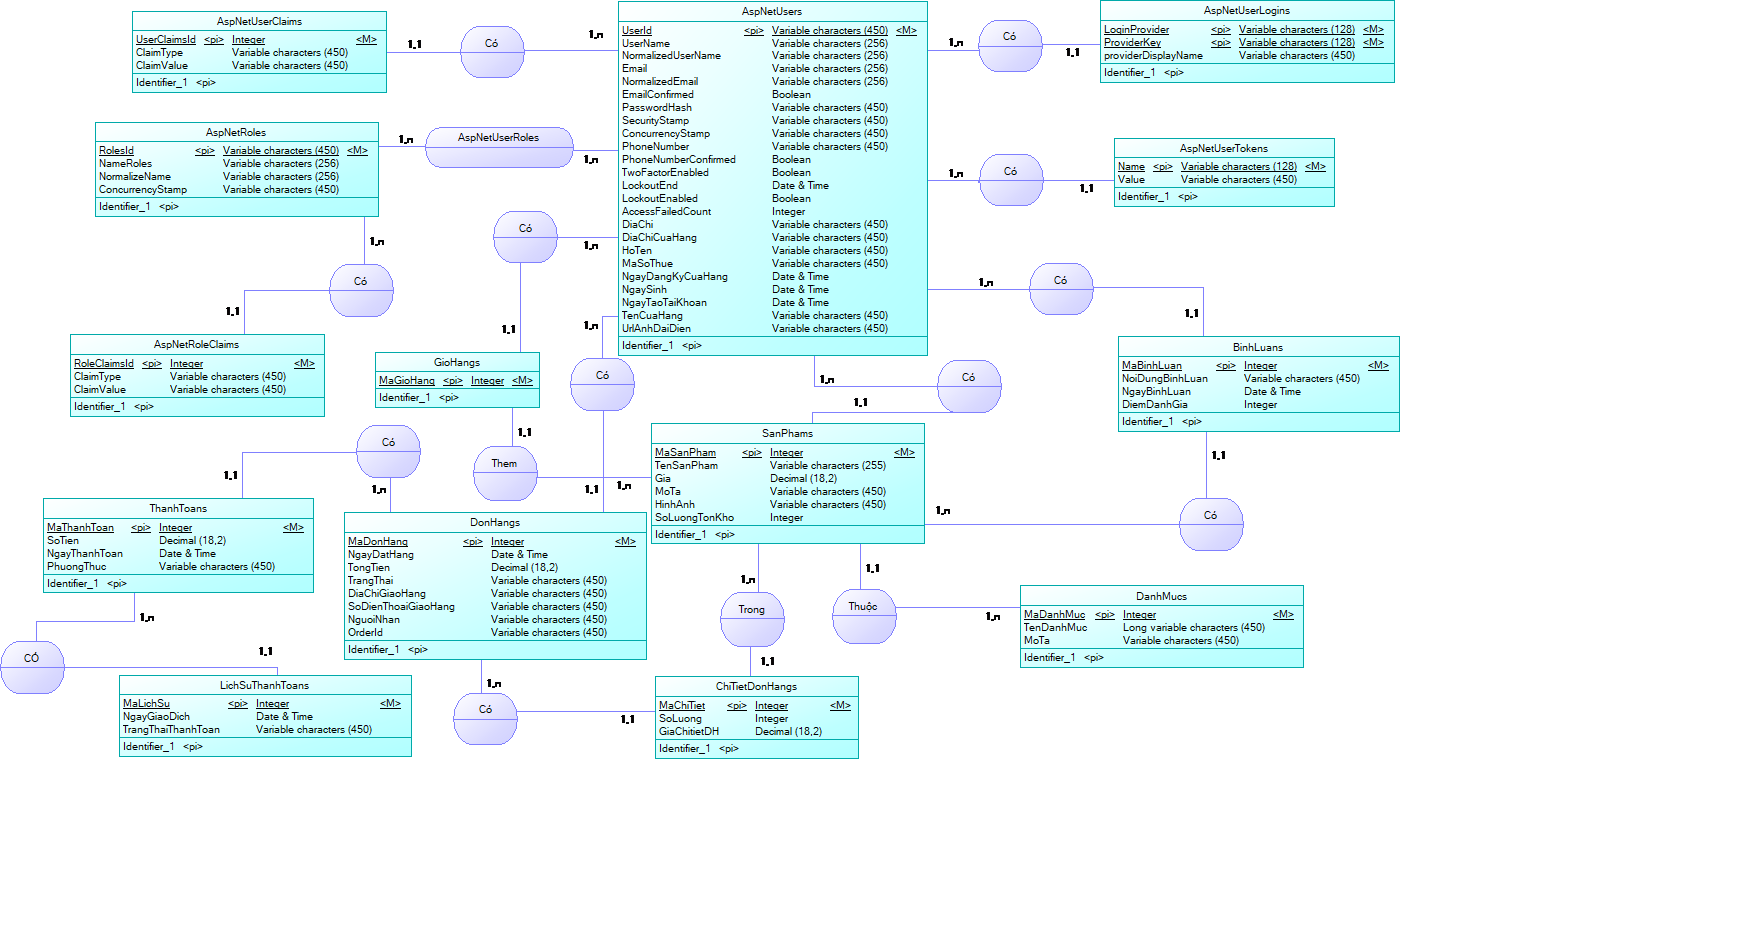 AspNetUserClaims
UserClaimsId <pi> Integer <M>
ClaimType Variable characters (450)
ClaimValue Variable characters (450)
Identifier_1 <pi>
1,1
Có
1,n
AspNetUsers
UserId <pi> Variable characters (450) <M>
UserName Variable characters (256)
NormalizedUserName Variable characters (256)
Email Variable characters (256)
NormalizedEmail Variable characters (256)
EmailConfirmed Boolean
PasswordHash Variable characters (450)
SecurityStamp Variable characters (450)
ConcurrencyStamp Variable characters (450)
PhoneNumber Variable characters (450)
PhoneNumberConfirmed Boolean
TwoFactorEnabled Boolean
LockoutEnd Date & Time
LockoutEnabled Boolean
AccessFailedCount Integer
DiaChi Variable characters (450)
DiaChiCuaHang Variable characters (450)
HoTen Variable characters (450)
MaSoThue Variable characters (450)
NgayDangKyCuaHang Date & Time
NgaySinh Date & Time
NgayTaoTaiKhoan Date & Time
TenCuaHang Variable characters (450)
UrlAnhDaiDien Variable characters (450)
Identifier_1 <pi>
1,n
Có
1,1
AspNetUserLogins
LoginProvider <pi> Variable characters (128) <M>
ProviderKey <pi> Variable characters (128) <M>
providerDisplayName Variable characters (450)
Identifier_1 <pi>
AspNetRoles
RolesId <pi> Variable characters (450) <M>
NameRoles Variable characters (256)
NormalizeName Variable characters (256)
ConcurrencyStamp Variable characters (450)
Identifier_1 <pi>
1,n
AspNetUserRoles
1,n
1,n
Có
1,1
AspNetUserTokens
Name <pi> Variable characters (128) <M>
Value Variable characters (450)
Identifier_1 <pi>
1,n
Có
1,1
AspNetRoleClaims
RoleClaimsId <pi> Integer <M>
ClaimType Variable characters (450)
ClaimValue Variable characters (450)
Identifier_1 <pi>
Có
1,n
1,1
GioHangs
MaGioHang <pi> Integer <M>
Identifier_1 <pi>
1,n
Có
1,1
1,n
Có
1,1
1,n
Có
1,1
BinhLuans
MaBinhLuan <pi> Integer <M>
NoiDungBinhLuan Variable characters (450)
NgayBinhLuan Date & Time
DiemDanhGia Integer
Identifier_1 <pi>
1,1
Có
1,n
1,1
Them
1,n
SanPhams
MaSanPham <pi> Integer <M>
TenSanPham Variable characters (255)
Gia Decimal (18,2)
MoTa Variable characters (450)
HinhAnh Variable characters (450)
SoLuongTonKho Integer
Identifier_1 <pi>
Có
1,1
1,n
ThanhToans
MaThanhToan <pi> Integer <M>
SoTien Decimal (18,2)
NgayThanhToan Date & Time
PhuongThuc Variable characters (450)
Identifier_1 <pi>
DonHangs
MaDonHang <pi> Integer <M>
NgayDatHang Date & Time
TongTien Decimal (18,2)
TrangThai Variable characters (450)
DiaChiGiaoHang Variable characters (450)
SoDienThoaiGiaoHang Variable characters (450)
NguoiNhan Variable characters (450)
OrderId Variable characters (450)
Identifier_1 <pi>
1,n
Trong
1,1
1,1
Thuộc
1,n
DanhMucs
MaDanhMuc <pi> Integer <M>
TenDanhMuc Long variable characters (450)
MoTa Variable characters (450)
Identifier_1 <pi>
1,n
CÓ
1,1
LichSuThanhToans
MaLichSu <pi> Integer <M>
NgayGiaoDich Date & Time
TrangThaiThanhToan Variable characters (450)
Identifier_1 <pi>
1,n
Có
1,1
ChiTietDonHangs
MaChiTiet <pi> Integer <M>
SoLuong Integer
GiaChitietDH Decimal (18,2)
Identifier_1 <pi>